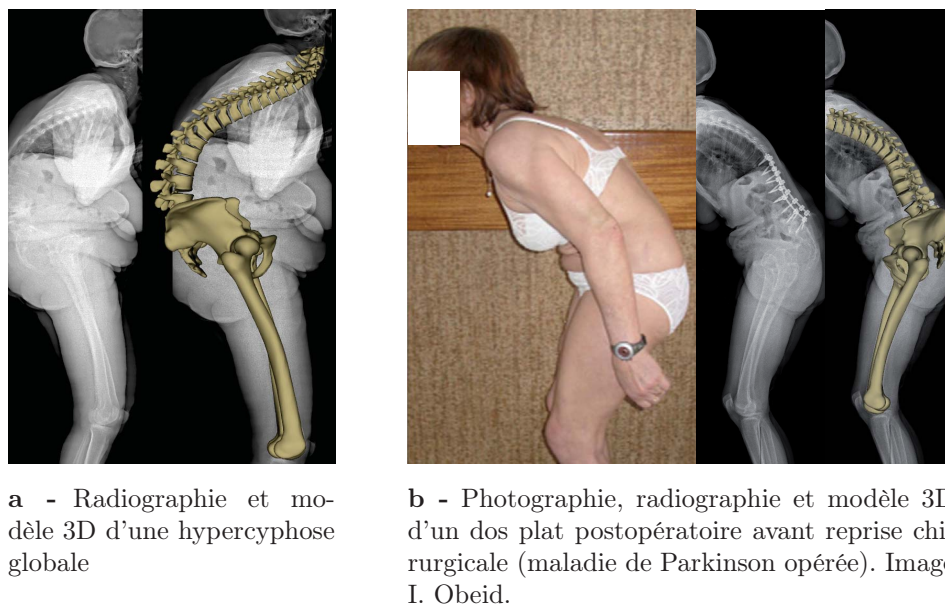 a - Radiographie et mo-
dèle 3D d'une hypercyphose
globale
b - Photographie, radiographie et modèle 3D
d'un dos plat postopératoire avant reprise chi
rurgicale (maladie de Parkinson opérée). Image
I. Obeid.